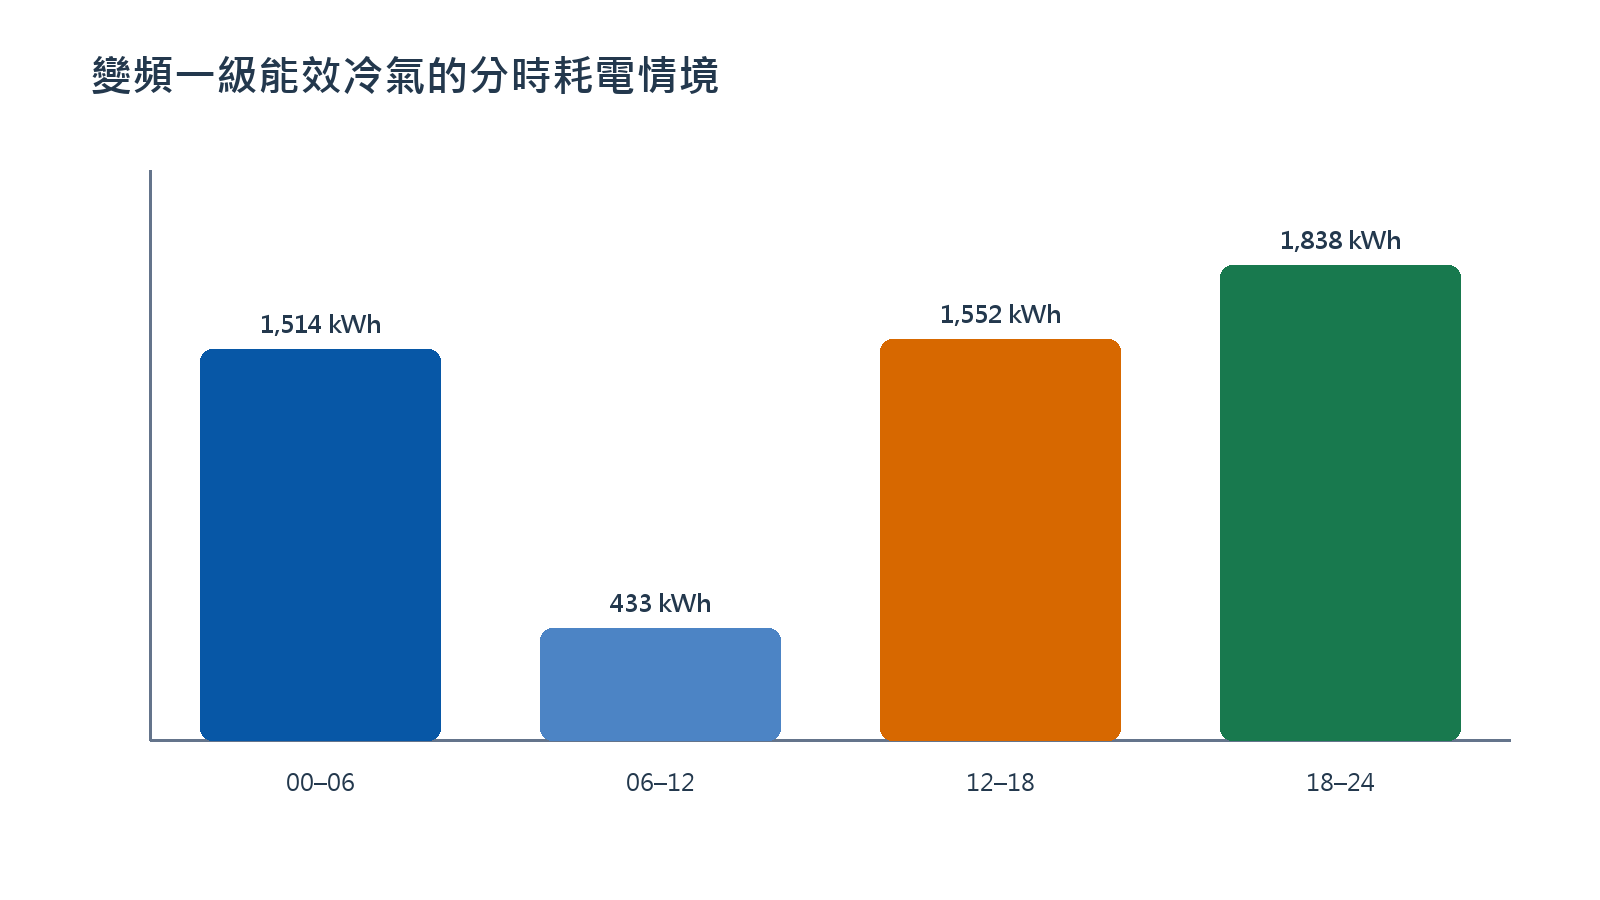 變頻一級能效冷氣的分時耗電情境
1,838 kWh
1,552 kWh
1,514 kWh
433 kWh
00–06
06–12
12–18
18–24